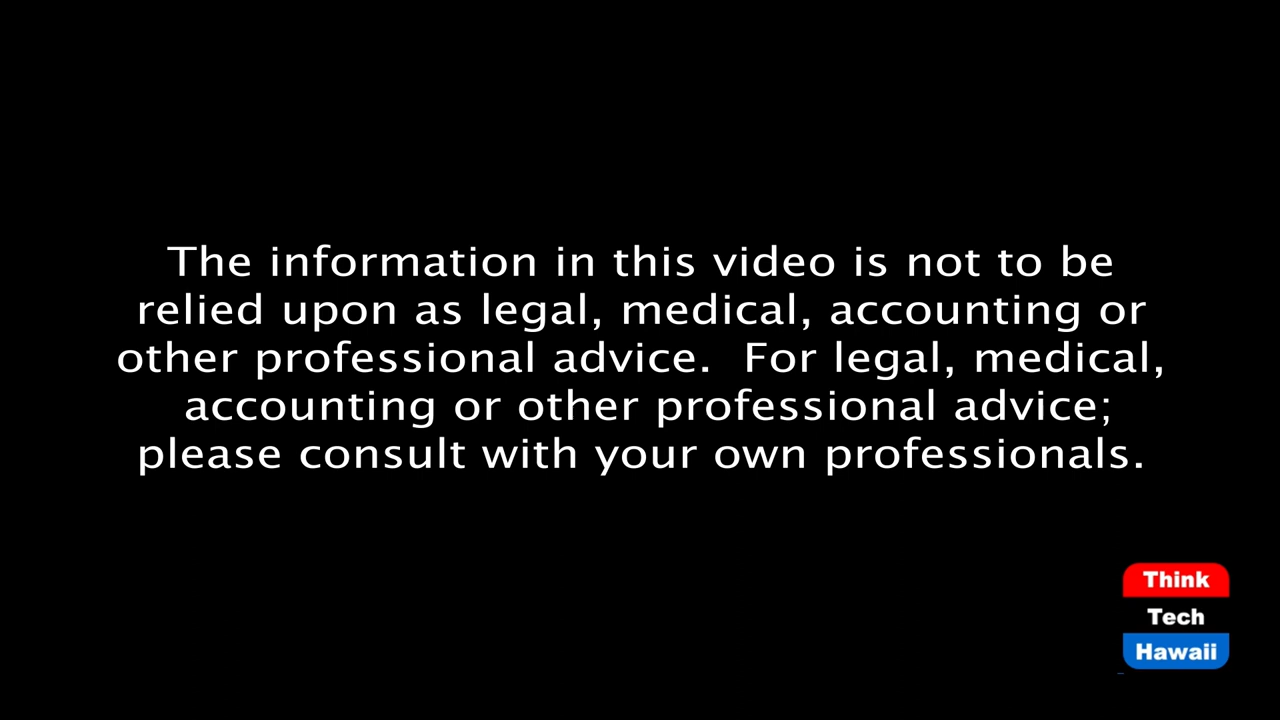 The information in this video is not to be
relied upon as legal, medical, accounting or
other professional advice.  For legal, medical,
accounting or other professional advice;
please consult with your own professionals.
Think
Tech
Hawaii